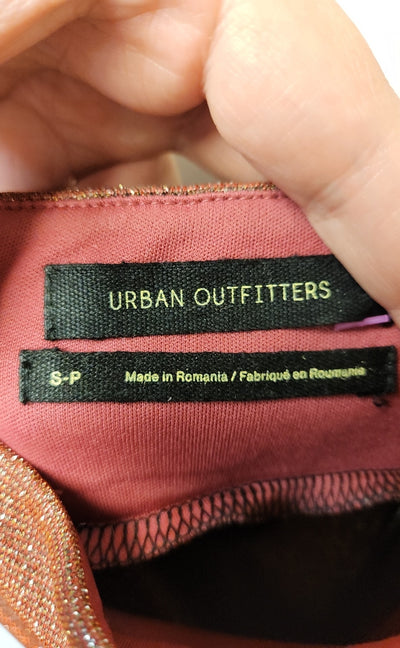 URBAN OUTFITTERS
S-P Made in Romania / Fabriqué en Roumanie